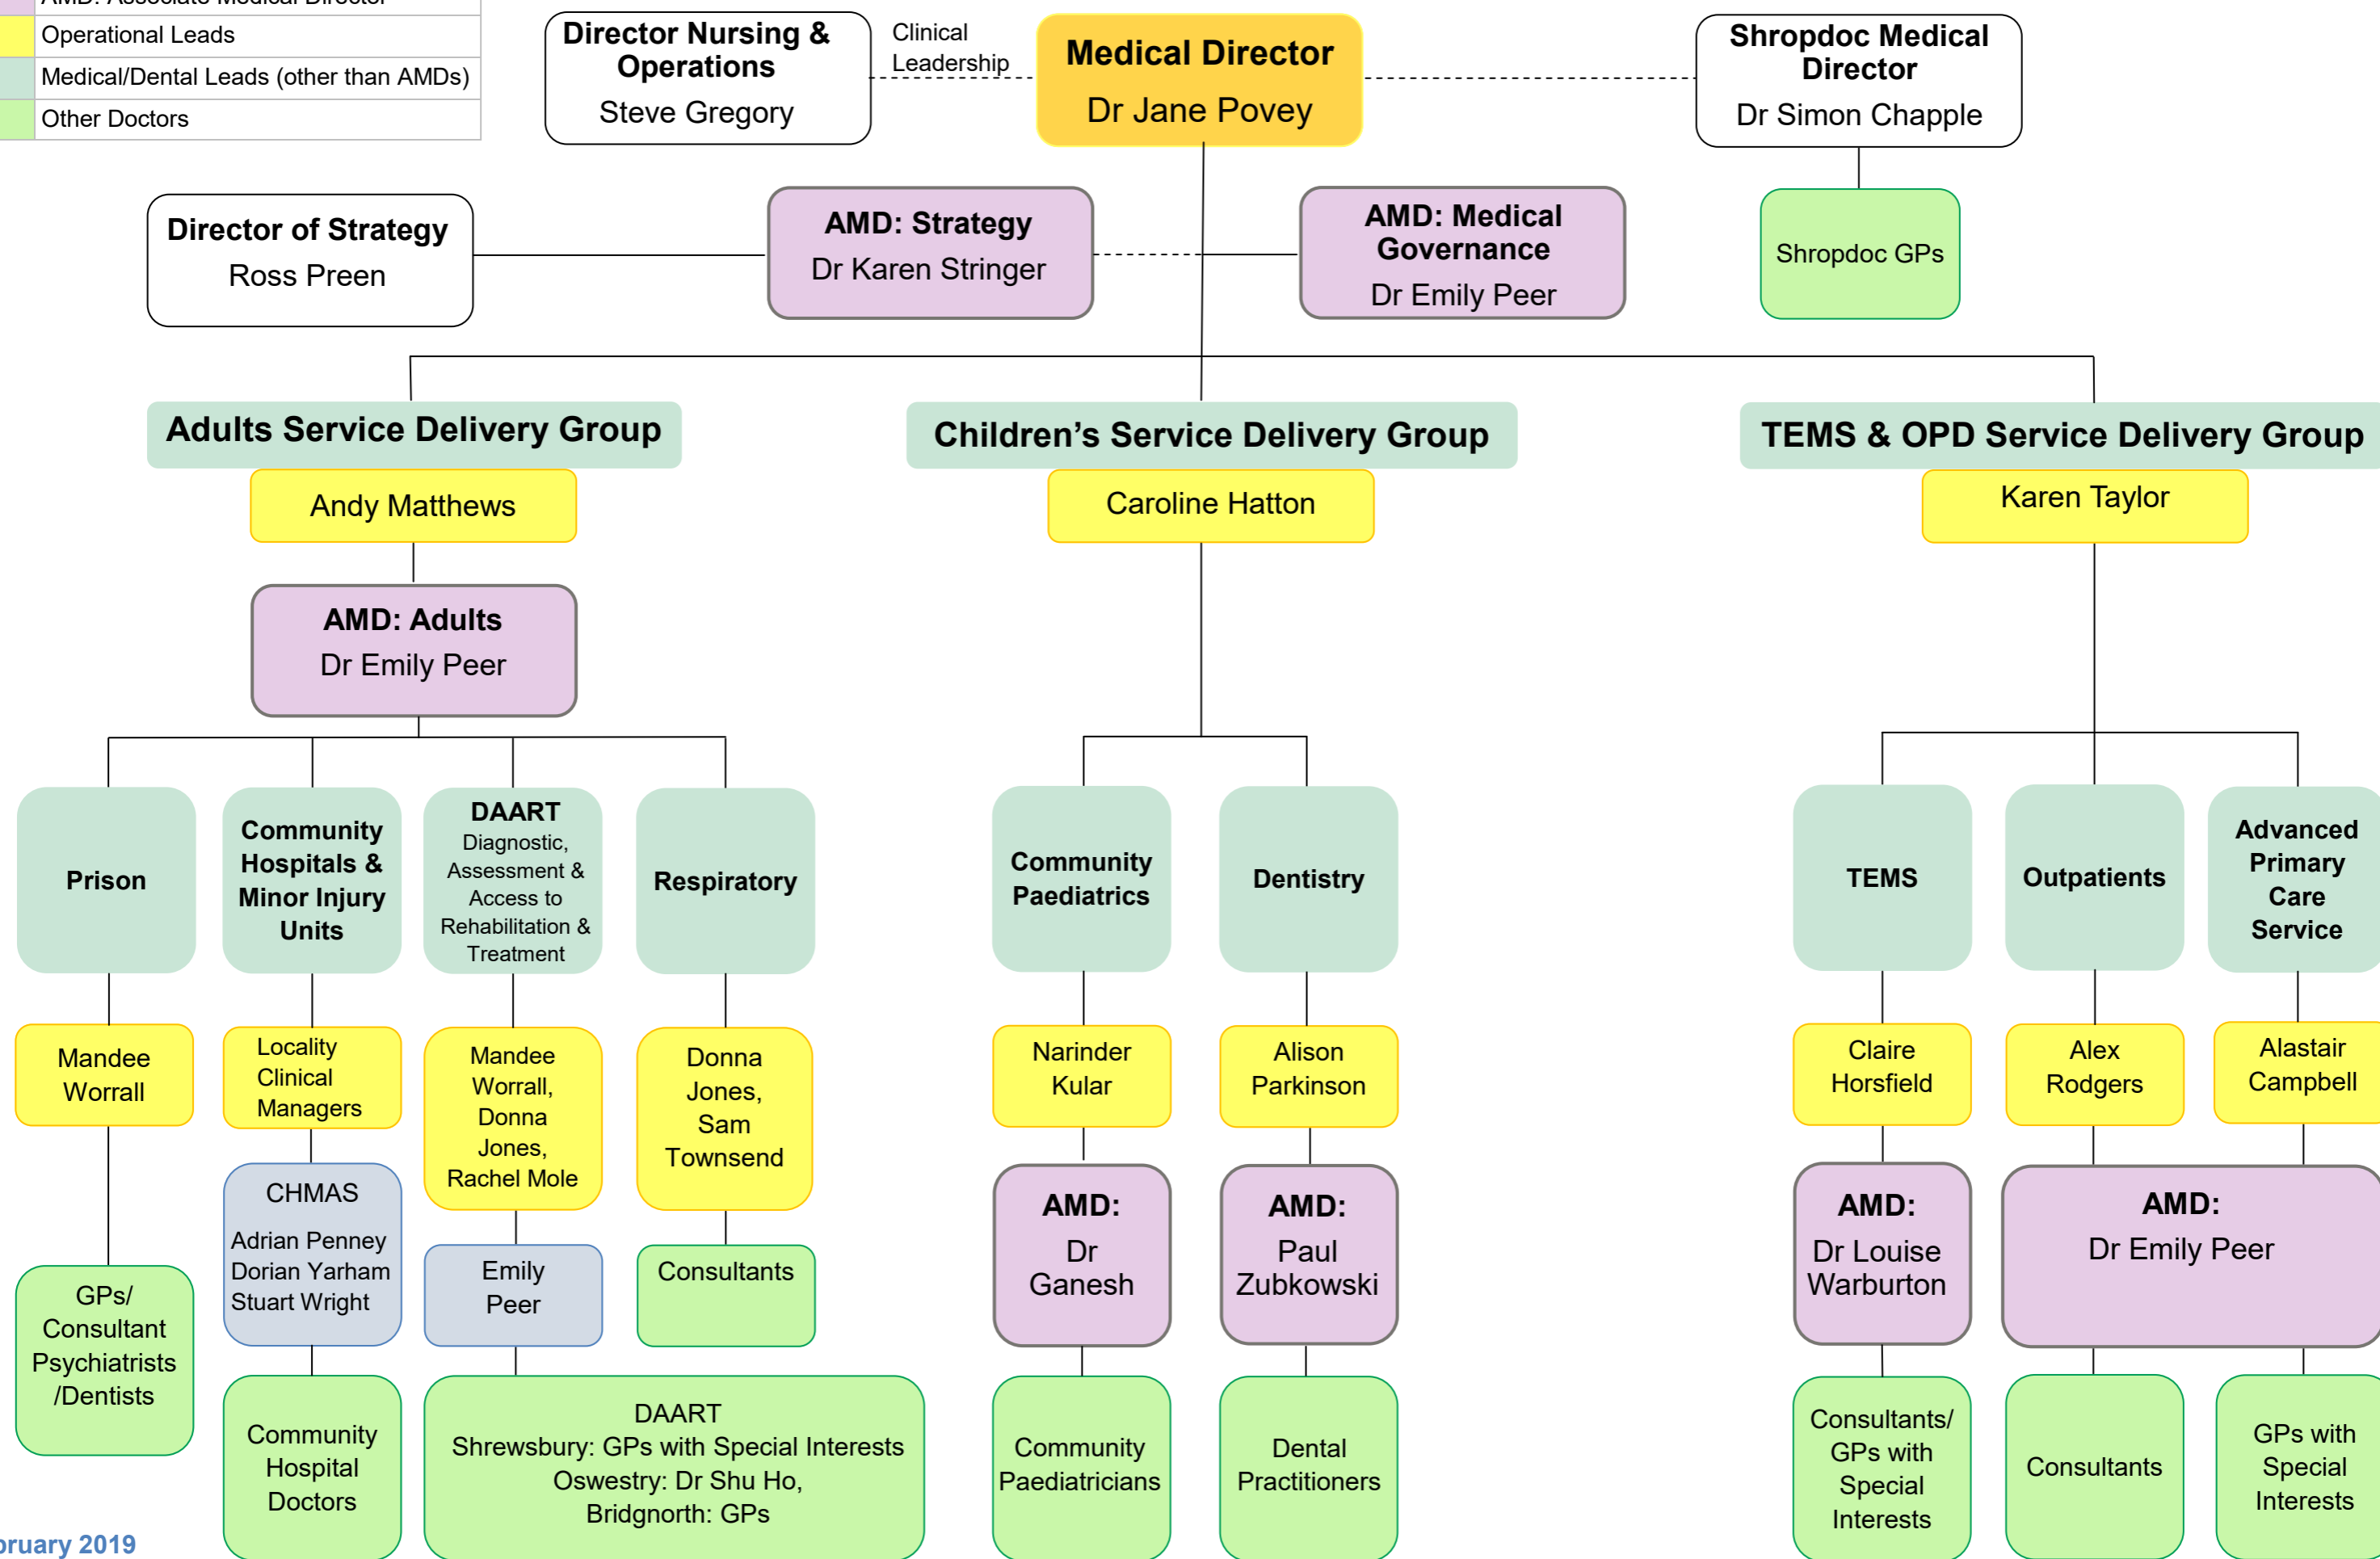 AMD: Associate Medical Director
Operational Leads
Medical/Dental Leads (other than AMDs)
Other Doctors
Director Nursing &
Operations
Steve Gregory
Clinical
Leadership
Medical Director
Dr Jane Povey
Shropdoc Medical
Director
Dr Simon Chapple
Director of Strategy
Ross Preen
AMD: Strategy
Dr Karen Stringer
AMD: Medical
Governance
Dr Emily Peer
Shropdoc GPs
Adults Service Delivery Group
Andy Matthews
AMD: Adults
Dr Emily Peer
Children’s Service Delivery Group
Caroline Hatton
TEMS & OPD Service Delivery Group
Karen Taylor
Prison
Mandee
Worrall
GPs/
Consultant
Psychiatrists
/Dentists
Community
Hospitals &
Minor Injury
Units
Locality
Clinical
Managers
CHMAS
Adrian Penney
Dorian Yarham
Stuart Wright
Community
Hospital
Doctors
DAART
Diagnostic,
Assessment &
Access to
Rehabilitation &
Treatment
Mandee
Worrall,
Donna
Jones,
Rachel Mole
Emily
Peer
DAART
Shrewsbury: GPs with Special Interests
Oswestry: Dr Shu Ho,
Bridgnorth: GPs
Respiratory
Donna
Jones,
Sam
Townsend
Consultants
Community
Paediatrics
Narinder
Kular
AMD:
Dr
Ganesh
Community
Paediatricians
Dentistry
Alison
Parkinson
AMD:
Paul
Zubkowski
Dental
Practitioners
TEMS
Claire
Horsfield
AMD:
Dr Louise
Warburton
Consultants/
GPs with
Special
Interests
Outpatients
Alex
Rodgers
Advanced
Primary
Care
Service
Alastair
Campbell
AMD:
Dr Emily Peer
Consultants
GPs with
Special
Interests
bruary 2019